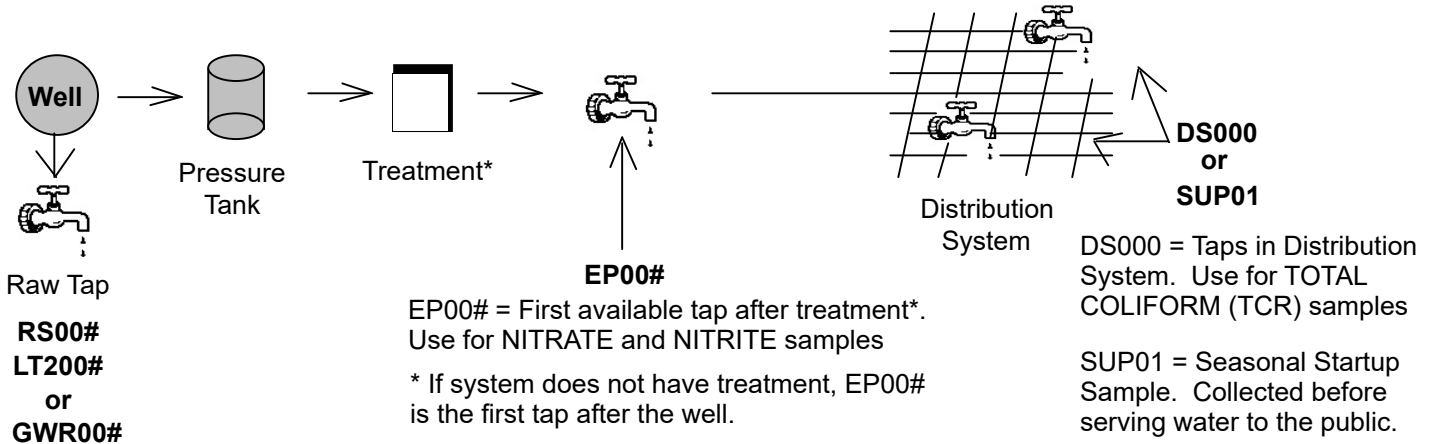 Well
Pressure
Tank
Treatment*
Raw Tap
RS00#
LT200#
or
GWR00#
EP00#
EP00# = First available tap after treatment*.
Use for NITRATE and NITRITE samples
* If system does not have treatment, EP00#
is the first tap after the well.
Distribution
System
DS000
or
SUP01
DS000 = Taps in Distribution
System. Use for TOTAL
COLIFORM (TCR) samples
SUP01 = Seasonal Startup
Sample. Collected before
serving water to the public.